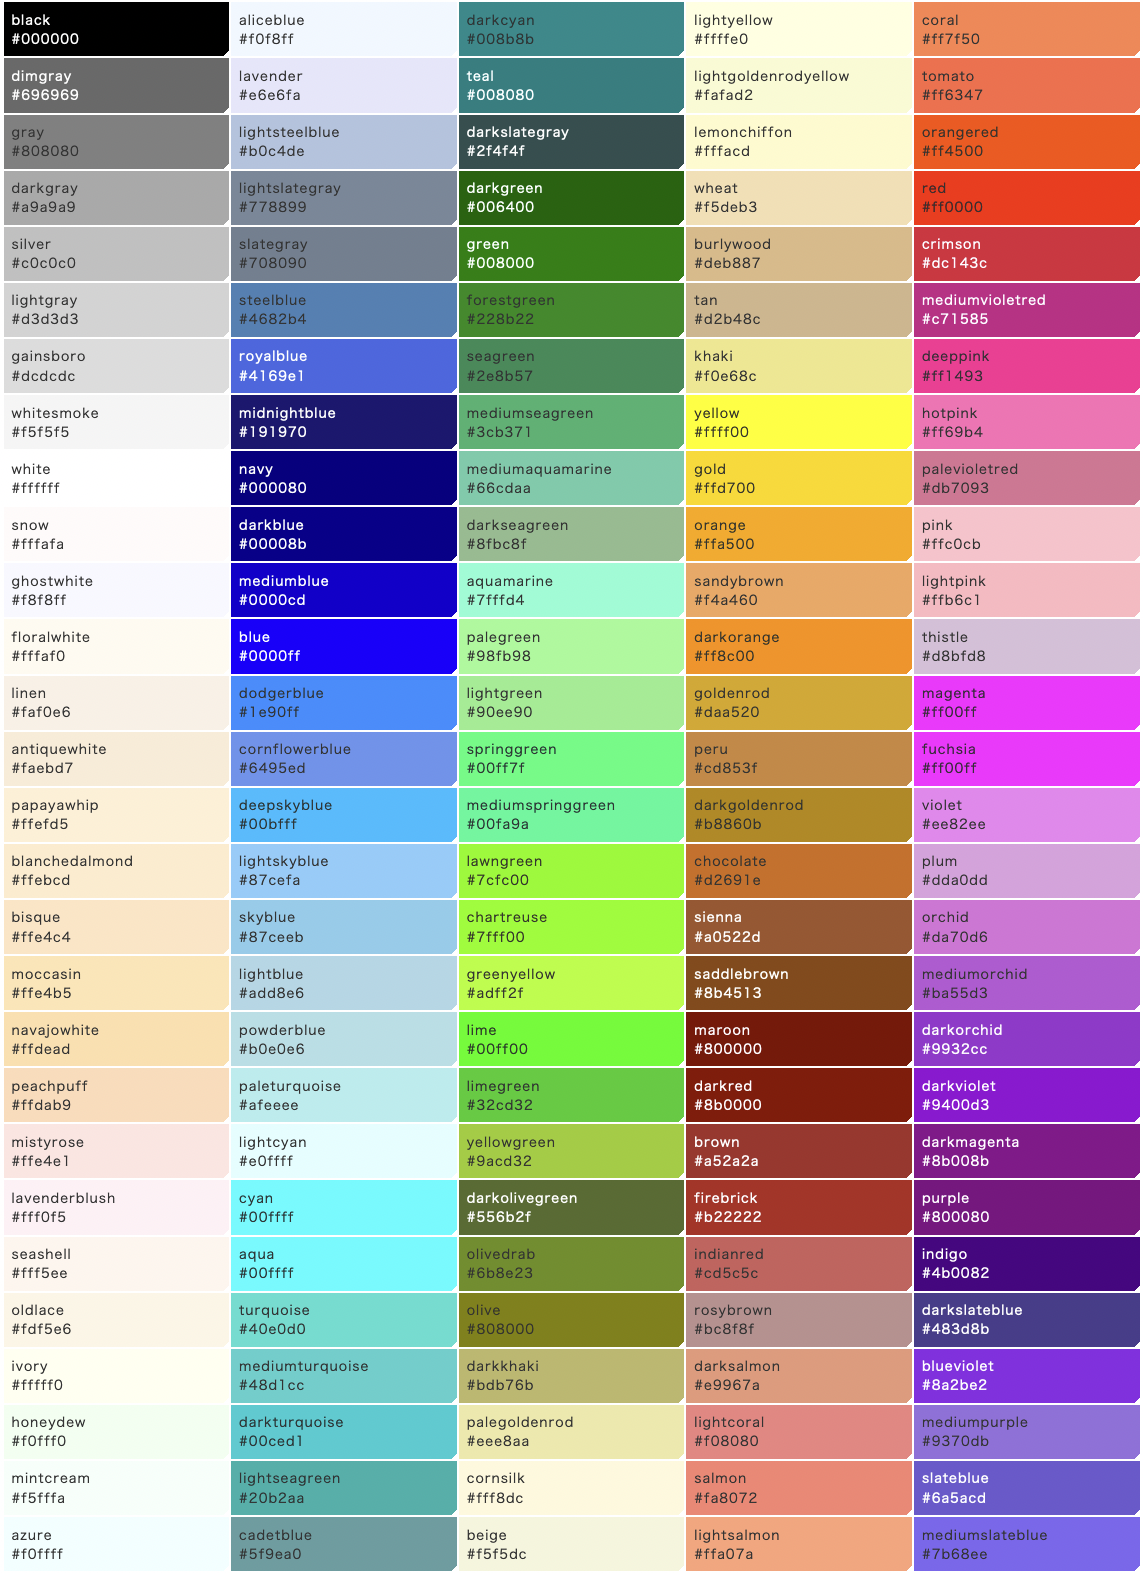 black
#000000
dimgray
#696969
gray
#808080
darkgray
#a9a9a9
silver
#c0c0c0
lightgray
#d3d3d3
gainsboro
#dcdcdc
whitesmoke
#f5f5f5
white
#ffffff
snow
#fffafa
ghostwhite
#f8f8ff
floralwhite
#fffaf0
linen
#faf0e6
antiquewhite
#faebd7
papayawhip
#ffefd5
blanchedalmond
#ffebcd
bisque
#ffe4c4
moccasin
#ffe4b5
navajowhite
#ffdead
peachpuff
#ffdab9
mistyrose
#ffe4e1
lavenderblush
#fff0f5
seashell
#fff5ee
oldlace
#fdf5e6
ivory
#fffff0
honeydew
#f0fff0
mintcream
#f5fffa
azure
#f0ffff
aliceblue
#f0f8ff
lavender
#e6e6fa
lightsteelblue
#b0c4de
lightslategray
#778899
slategray
#708090
steelblue
#4682b4
royalblue
#4169e1
midnightblue
#191970
navy
#000080
darkblue
#00008b
mediumblue
#0000cd
blue
#0000ff
dodgerblue
#1e90ff
cornflowerblue
#6495ed
deepskyblue
#00bfff
lightskyblue
#87cefa
skyblue
#87ceeb
lightblue
#add8e6
powderblue
#b0e0e6
paleturquoise
#afeeee
lightcyan
#e0ffff
cyan
#00ffff
aqua
#00ffff
turquoise
#40e0d0
mediumturquoise
#48d1cc
darkturquoise
#00ced1
lightseagreen
#20b2aa
cadetblue
#5f9ea0
darkcyan
#008b8b
teal
#008080
darkslategray
#2f4f4f
darkgreen
#006400
green
#008000
forestgreen
#228b22
seagreen
#2e8b57
mediumseagreen
#3cb371
mediumaquamarine
#66cdaa
darkseagreen
#8fbc8f
aquamarine
#7fffd4
palegreen
#98fb98
lightgreen
#90ee90
springgreen
#00ff7f
mediumspringgreen
#00fa9a
lawngreen
#7cfc00
chartreuse
#7fff00
greenyellow
#adff2f
lime
#00ff00
limegreen
#32cd32
yellowgreen
#9acd32
darkolivegreen
#556b2f
olivedrab
#6b8e23
olive
#808000
darkkhaki
#bdb76b
palegoldenrod
#eee8aa
cornsilk
#fff8dc
beige
#f5f5dc
lightyellow
#ffffe0
lightgoldenrodyellow
#fafad2
lemonchiffon
#fffacd
wheat
#f5deb3
burlywood
#deb887
tan
#d2b48c
khaki
#f0e68c
yellow
#ffff00
gold
#ffd700
orange
#ffa500
sandybrown
#f4a460
darkorange
#ff8c00
goldenrod
#daa520
peru
#cd853f
darkgoldenrod
#b8860b
chocolate
#d2691e
sienna
#a0522d
saddlebrown
#8b4513
maroon
#800000
darkred
#8b0000
brown
#a52a2a
firebrick
#b22222
indianred
#cd5c5c
rosybrown
#bc8f8f
darksalmon
#e9967a
lightcoral
#f08080
salmon
#fa8072
lightsalmon
#ffa07a
coral
#ff7f50
tomato
#ff6347
orangered
#ff4500
red
#ff0000
crimson
#dc143c
mediumvioletred
#c71585
deeppink
#ff1493
hotpink
#ff69b4
palevioletred
#db7093
pink
#ffc0cb
lightpink
#ffb6c1
thistle
#d8bfd8
magenta
#ff00ff
fuchsia
#ff00ff
violet
#ee82ee
plum
#dda0dd
orchid
#da70d6
mediumorchid
#ba55d3
darkorchid
#9932cc
darkviolet
#9400d3
darkmagenta
#8b008b
purple
#800080
indigo
#4b0082
darkslateblue
#483d8b
blueviolet
#8a2be2
mediumpurple
#9370db
slateblue
#6a5acd
mediumslateblue
#7b68ee